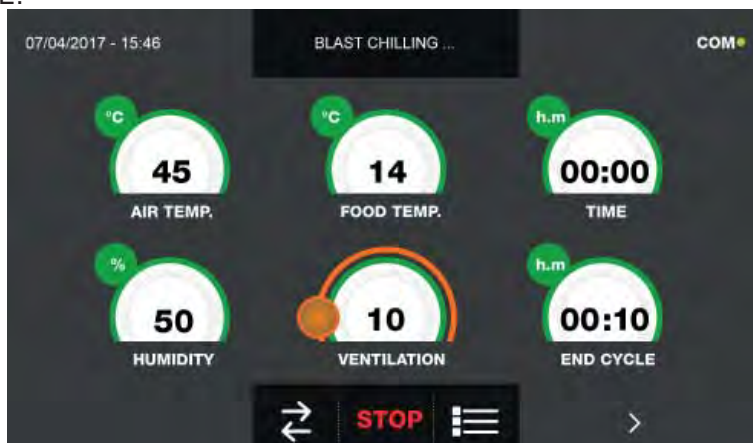 2.
07/04/2017 - 15:46
BLAST CHILLING ...
COM
°C
45
AIR TEMP.
°C
14
FOOD TEMP.
h.m
00:00
TIME
%
50
HUMIDITY
10
VENTILATION
h.m
00:10
END CYCLE
STOP
>